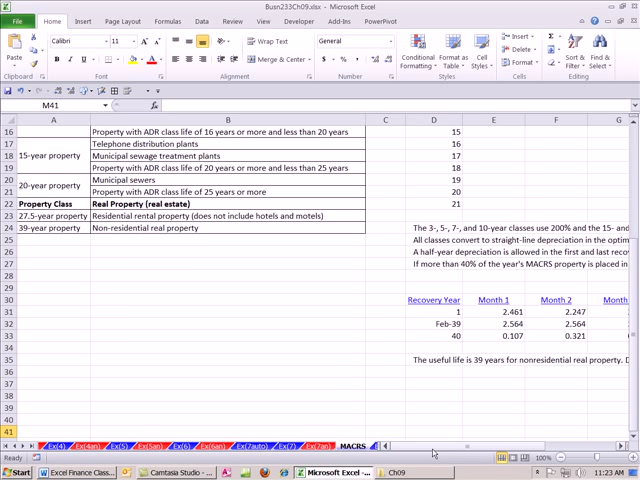 Busn233Ch09.xlsx - Microsoft Excel
File Home Insert Page Layout Formulas Data Review View Developer Add-Ins PowerPivot
Calibri 11 Wrap Text General Insert
Paste Merge & Center Conditional Formatting Format as Table Cell Styles Delete Format Sort & Filter Find & Select
Clipboard Font Alignment Number Styles Cells Editing
M41 fx
A B C D E F G
16 Property with ADR class life of 16 years or more and less than 20 years 15
17 Telephone distribution plants 16
18 15-year property Municipal sewage treatment plants 17
19 Property with ADR class life of 20 years or more and less than 25 years 18
20 Municipal sewers 19
21 20-year property Property with ADR class life of 25 years or more 20
22 Property Class Real Property (real estate) 21
23 27.5-year property Residential rental property (does not include hotels and motels)
24 39-year property Non-residential real property The 3-, 5-, 7-, and 10-year classes use 200% and the 15- and
25 All classes convert to straight-line depreciation in the optim
26 A half-year depreciation is allowed in the first and last recov
27 If more than 40% of the year's MACRS property is placed in
28
30 Recovery Year Month 1 Month 2 Month
31 1 2.461 2.247
32 Feb-39 2.564 2.564
33 40 0.107 0.321
34
35 The useful life is 39 years for nonresidential real property. D
36
37
38
39
40
41
Ex(4) Ex(4an) Ex(5) Ex(5an) Ex(6) Ex(6an) Ex(7auto) Ex(7) Ex(7an) MACRS
Ready 100%
Start Excel Finance Class... Camtasia Studio - ... Microsoft Excel -... Ch09 11:23 AM